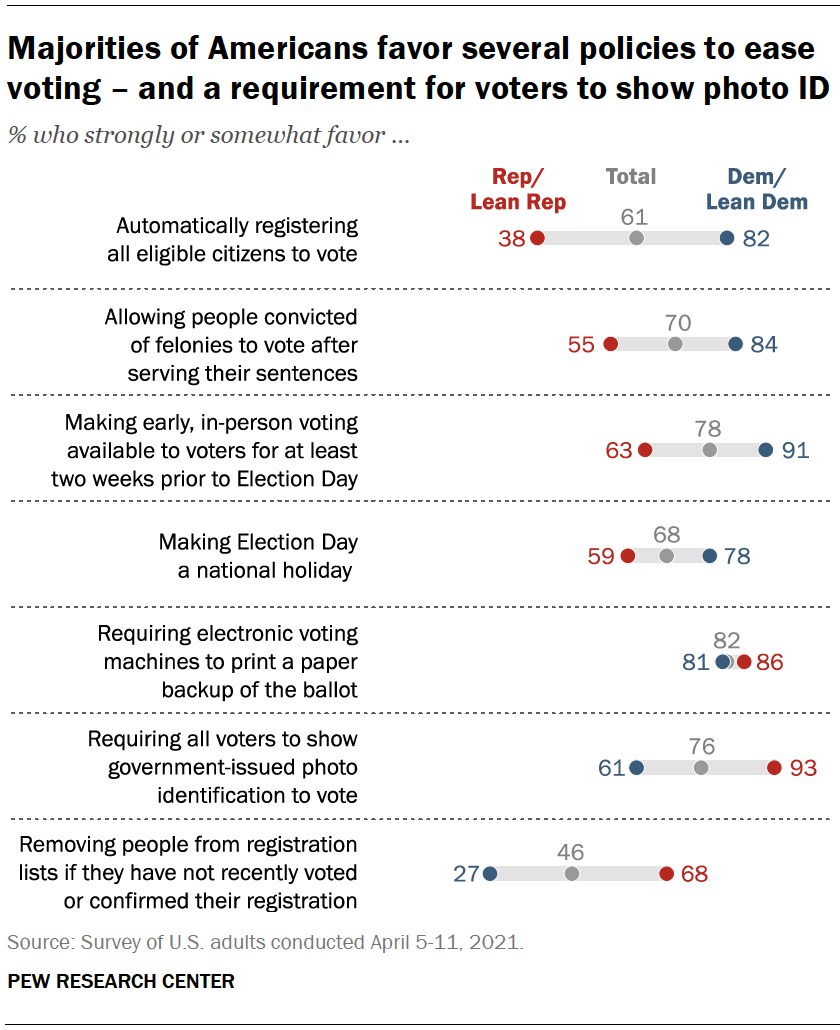 Majorities of Americans favor several policies to ease
voting – and a requirement for voters to show photo ID
% who strongly or somewhat favor ...
Rep/
Lean Rep
Total
Dem/
Lean Dem
Automatically registering
all eligible citizens to vote
38
61
82
Allowing people convicted
of felonies to vote after
serving their sentences
55
70
84
Making early, in-person voting
available to voters for at least
two weeks prior to Election Day
63
78
91
Making Election Day
a national holiday
59
68
78
Requiring electronic voting
machines to print a paper
backup of the ballot
81
82
86
Requiring all voters to show
government-issued photo
identification to vote
61
76
93
Removing people from registration
lists if they have not recently voted
or confirmed their registration
27
46
68
Source: Survey of U.S. adults conducted April 5-11, 2021.
PEW RESEARCH CENTER